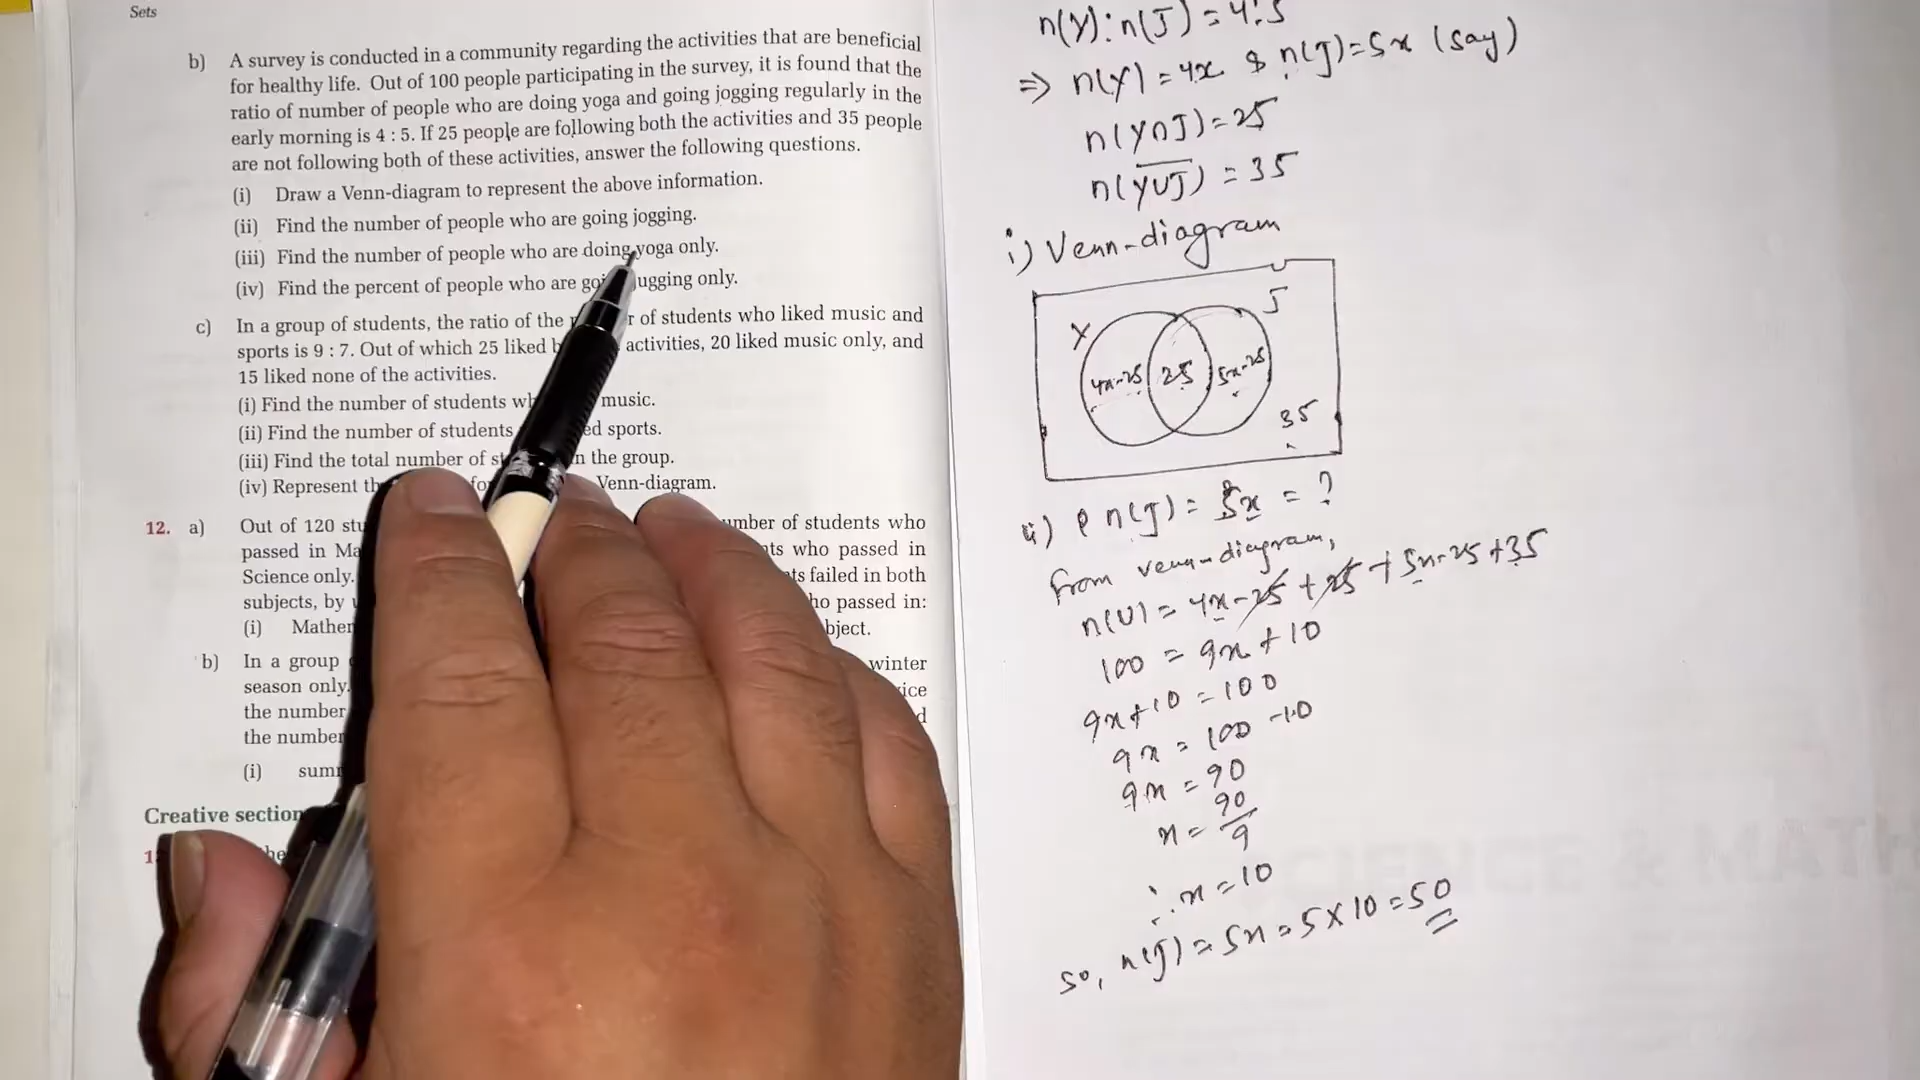 Sets
b) A survey is conducted in a community regarding the activities that are beneficial
for healthy life. Out of 100 people participating in the survey, it is found that the
ratio of number of people who are doing yoga and going jogging regularly in the
early morning is 4 : 5. If 25 people are following both the activities and 35 people
are not following both of these activities, answer the following questions.
(i) Draw a Venn-diagram to represent the above information.
(ii) Find the number of people who are going jogging.
(iii) Find the number of people who are doing yoga only.
(iv) Find the percent of people who are ugging only.
c) In a group of students, the ratio of the r of students who liked music and
sports is 9 : 7. Out of which 25 liked activities, 20 liked music only, and
15 liked none of the activities.
(i) Find the number of students music.
(ii) Find the number of students ed sports.
(iii) Find the total number of n the group.
(iv) Represent Venn-diagram.
12. a) Out of 120 umber of students who
passed in ts who passed in
Science only. ts failed in both
subjects, by ho passed in:
(i) bject.
b) In a group winter
season only.
the number
the number
(i)
Creative section
n(Y):n(J) = 4:5
⇒ n(Y) = 4x & n(J)=5x (say)
n(Y∩J) = 25
n(\overline{Y∪J}) = 35
i) Venn-diagram
Y J
4x-25 25 5x-25
35
ii) n(J) = 5x = ?
from venn-diagram,
n(U) = 4x-25+25+5x-25+35
100 = 9x+10
9x+10 = 100
9x = 100-10
9x = 90
x = 90/9
∴ x = 10
so, n(J) = 5x = 5×10 = 50
SCIENCE & MATH